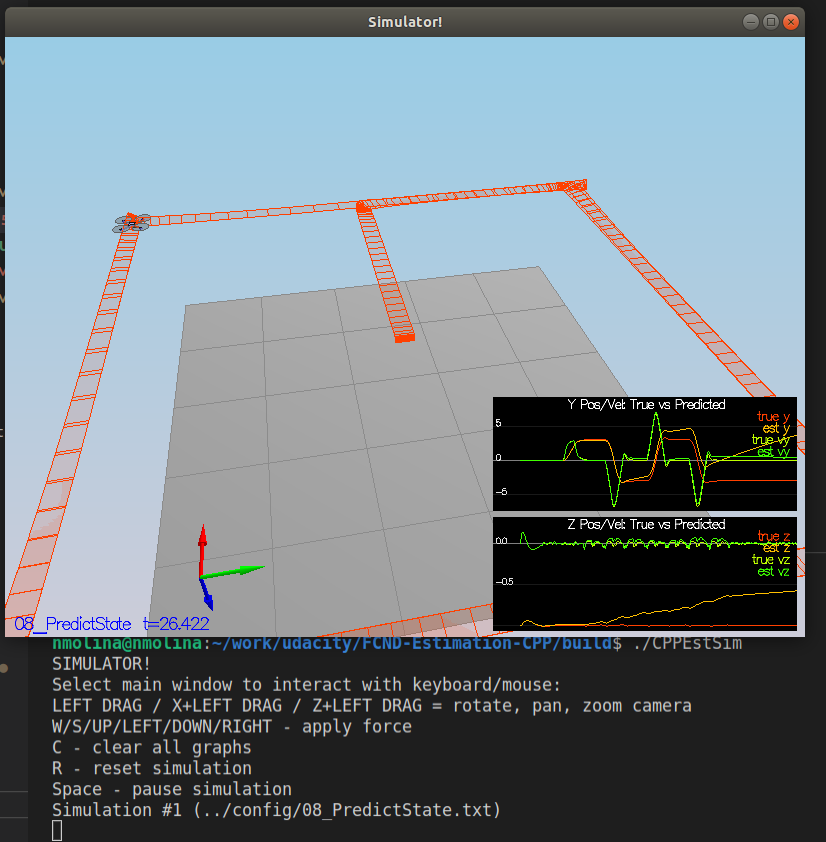 Simulator!
Y Pos/Vel: True vs Predicted
true y
est y
true vy
est vy
5
0
−5
Z Pos/Vel: True vs Predicted
true z
est z
true vz
est vz
0.0
−0.5
08_PredictState t=26.422
nmolina@nmolina:~/work/udacity/FCND-Estimation-CPP/build$ ./CPPEstSim
SIMULATOR!
Select main window to interact with keyboard/mouse:
LEFT DRAG / X+LEFT DRAG / Z+LEFT DRAG = rotate, pan, zoom camera
W/S/UP/LEFT/DOWN/RIGHT - apply force
C - clear all graphs
R - reset simulation
Space - pause simulation
Simulation #1 (../config/08_PredictState.txt)